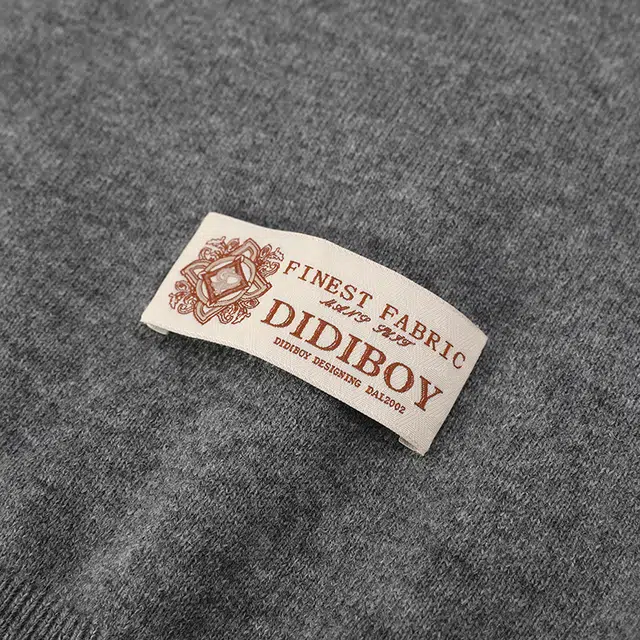 FINEST FABRIC
DIDIBOY
DIDIBOY DESIGNING DAL2002